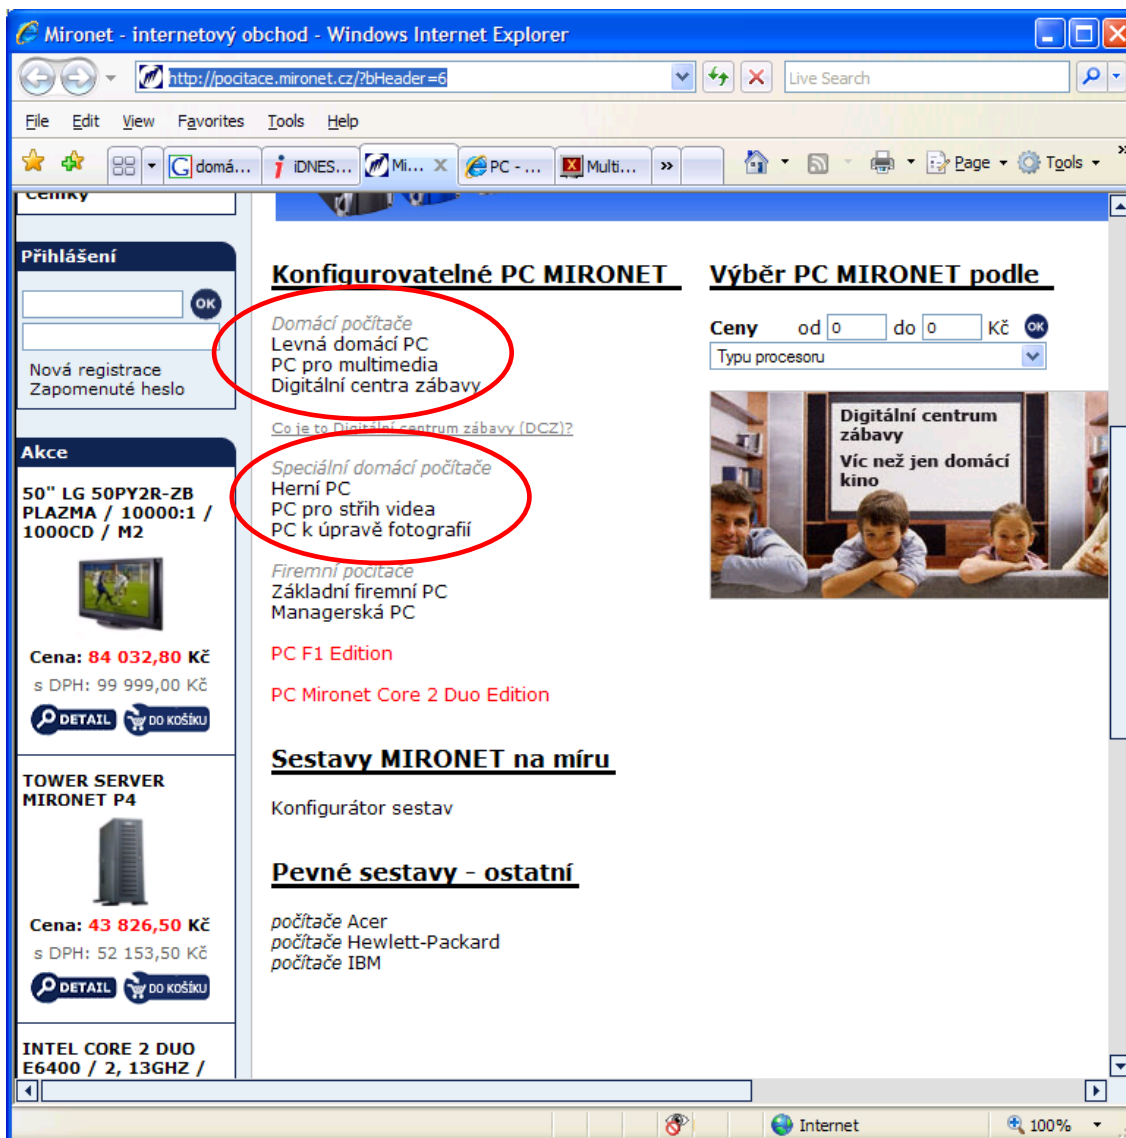 Mironet - internetový obchod - Windows Internet Explorer
http://pocitace.mironet.cz/?bHeader=6
Live Search
File Edit View Favorites Tools Help
domá... iDNES... Mi... PC - ... Multi... Page Tools
Ceníky
Přihlášení
OK
Nová registrace
Zapomenuté heslo
Akce
50" LG 50PY2R-ZB
PLAZMA / 10000:1 /
1000CD / M2
Cena: 84 032,80 Kč
s DPH: 99 999,00 Kč
DETAIL DO KOŠÍKU
TOWER SERVER
MIRONET P4
Cena: 43 826,50 Kč
s DPH: 52 153,50 Kč
DETAIL DO KOŠÍKU
INTEL CORE 2 DUO
E6400 / 2, 13GHZ /
Konfigurovatelné PC MIRONET
Domácí počítače
Levná domácí PC
PC pro multimedia
Digitální centra zábavy
Co je to Digitální centrum zábavy (DCZ)?
Speciální domácí počítače
Herní PC
PC pro střih videa
PC k úpravě fotografií
Firemní počítače
Základní firemní PC
Managerská PC
PC F1 Edition
PC Mironet Core 2 Duo Edition
Sestavy MIRONET na míru
Konfigurátor sestav
Pevné sestavy - ostatní
počítače Acer
počítače Hewlett-Packard
počítače IBM
Výběr PC MIRONET podle
Ceny od 0 do 0 Kč OK
Typu procesoru
Digitální centrum
zábavy
Víc než jen domácí
kino
Internet 100%